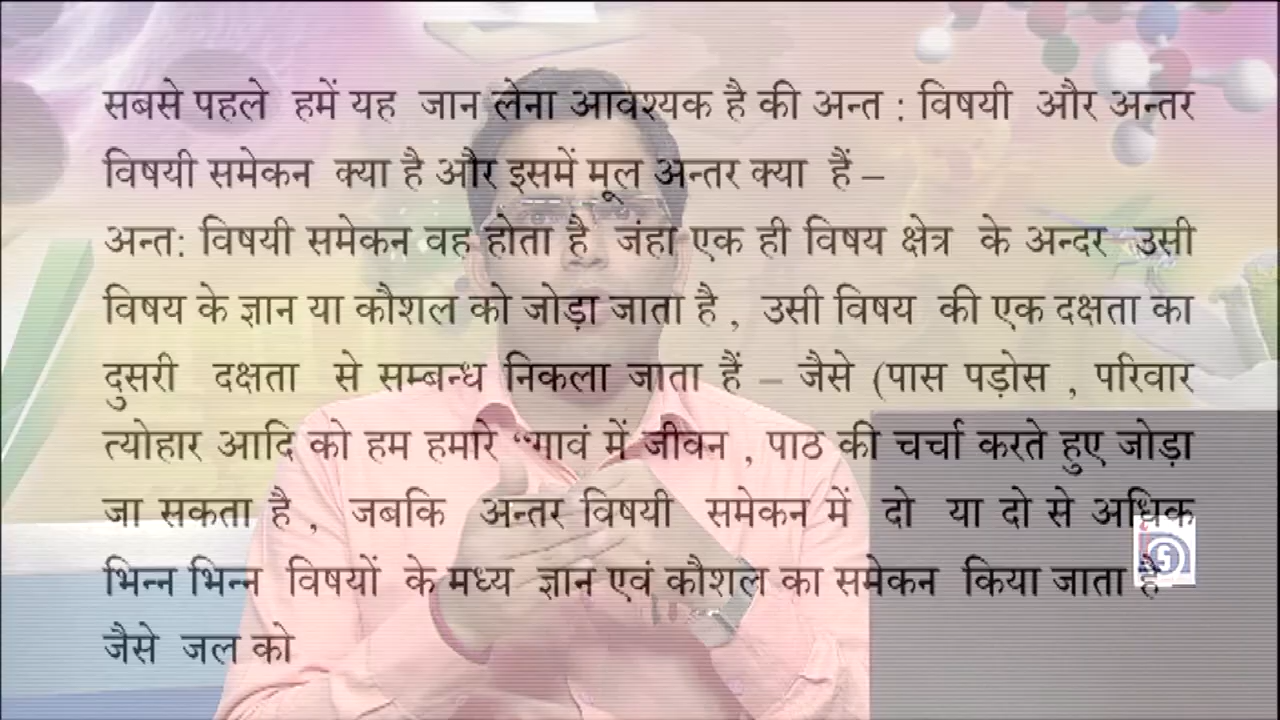 सबसे पहले हमें यह जान लेना आवश्यक है की अन्त : विषयी और अन्तर
विषयी समेकन क्या है और इसमें मूल अन्तर क्या हैं –
अन्त: विषयी समेकन वह होता है जंहा एक ही विषय क्षेत्र के अन्दर उसी
विषय के ज्ञान या कौशल को जोड़ा जाता है , उसी विषय की एक दक्षता का
दुसरी दक्षता से सम्बन्ध निकला जाता हैं – जैसे (पास पड़ोस , परिवार
त्योहार आदि को हम हमारे “गावं में जीवन , पाठ की चर्चा करते हुए जोड़ा
जा सकता है , जबकि अन्तर विषयी समेकन में दो या दो से अधिक
भिन्न भिन्न विषयों के मध्य ज्ञान एवं कौशल का समेकन किया जाता है
जैसे जल को